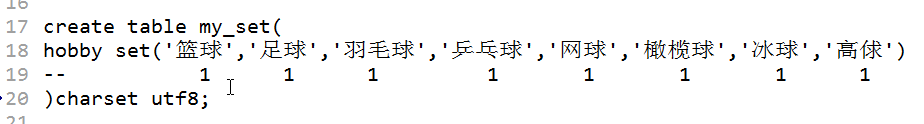 16
17 create table my_set(
18 hobby set('篮球','足球','羽毛球','乒乓球','网球','橄榄球','冰球','高俅')
19 -- 1 1 1 1 1 1 1 1
20 )charset utf8;
21